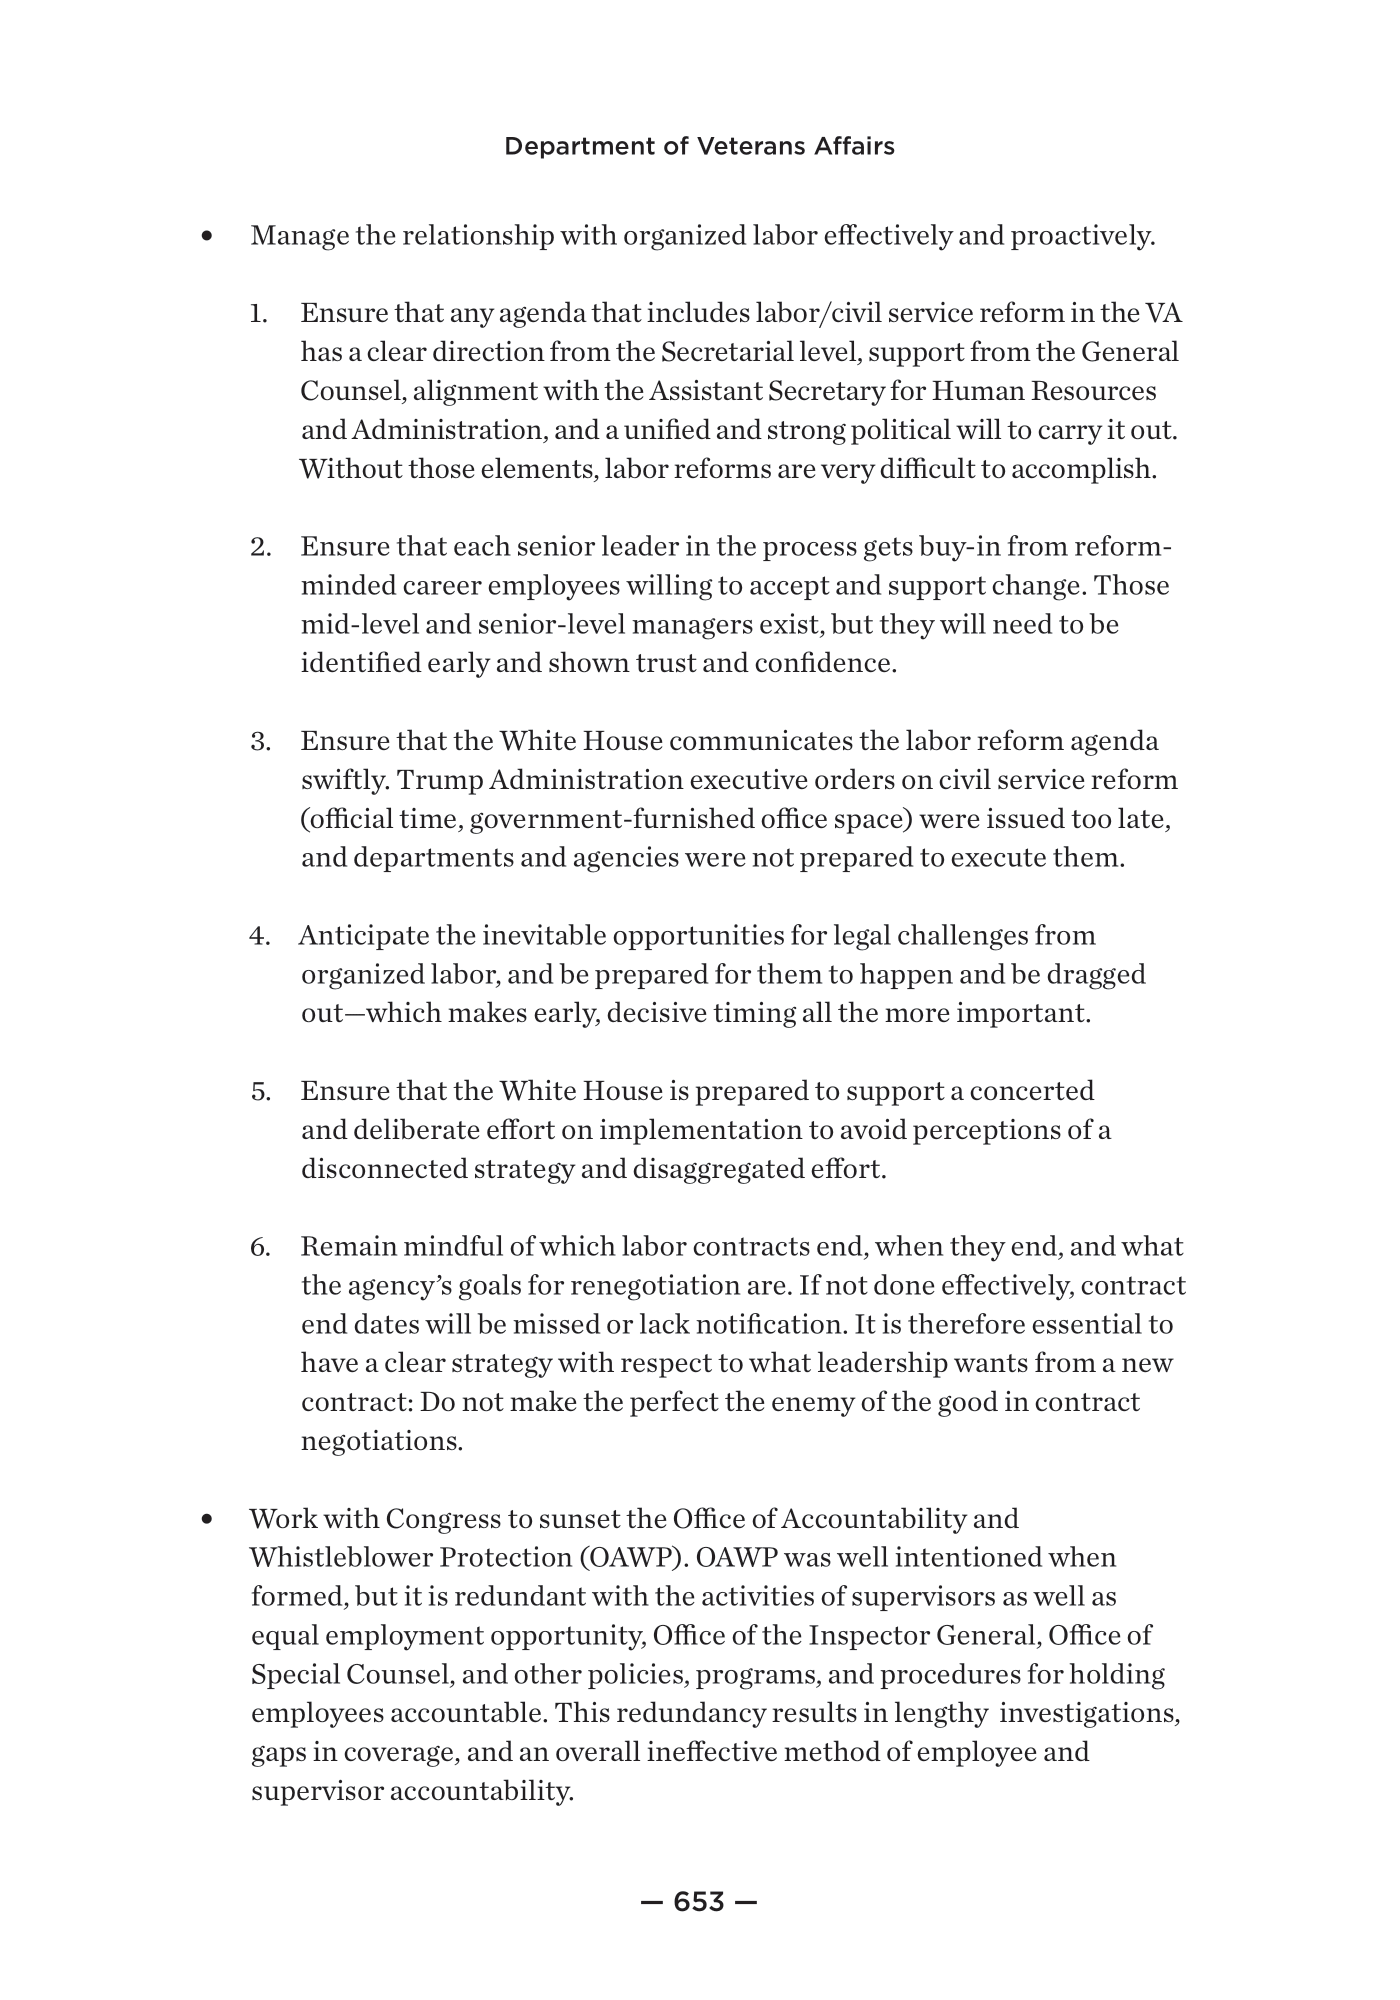 Department of Veterans Affairs
• Manage the relationship with organized labor effectively and proactively.
1. Ensure that any agenda that includes labor/civil service reform in the VA
has a clear direction from the Secretarial level, support from the General
Counsel, alignment with the Assistant Secretary for Human Resources
and Administration, and a unified and strong political will to carry it out.
Without those elements, labor reforms are very difficult to accomplish.
2. Ensure that each senior leader in the process gets buy-in from reform-
minded career employees willing to accept and support change. Those
mid-level and senior-level managers exist, but they will need to be
identified early and shown trust and confidence.
3. Ensure that the White House communicates the labor reform agenda
swiftly. Trump Administration executive orders on civil service reform
(official time, government-furnished office space) were issued too late,
and departments and agencies were not prepared to execute them.
4. Anticipate the inevitable opportunities for legal challenges from
organized labor, and be prepared for them to happen and be dragged
out—which makes early, decisive timing all the more important.
5. Ensure that the White House is prepared to support a concerted
and deliberate effort on implementation to avoid perceptions of a
disconnected strategy and disaggregated effort.
6. Remain mindful of which labor contracts end, when they end, and what
the agency’s goals for renegotiation are. If not done effectively, contract
end dates will be missed or lack notification. It is therefore essential to
have a clear strategy with respect to what leadership wants from a new
contract: Do not make the perfect the enemy of the good in contract
negotiations.
• Work with Congress to sunset the Office of Accountability and
Whistleblower Protection (OAWP). OAWP was well intentioned when
formed, but it is redundant with the activities of supervisors as well as
equal employment opportunity, Office of the Inspector General, Office of
Special Counsel, and other policies, programs, and procedures for holding
employees accountable. This redundancy results in lengthy investigations,
gaps in coverage, and an overall ineffective method of employee and
supervisor accountability.
— 653 —